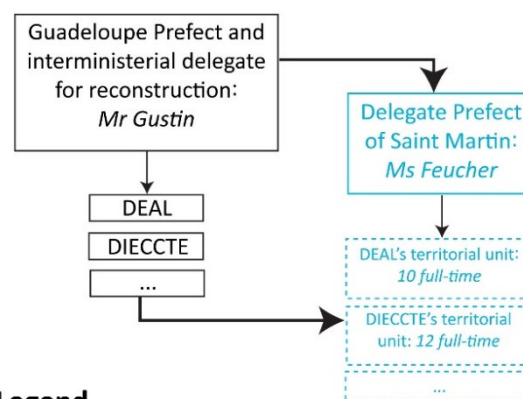 Guadeloupe Prefect and
interministerial delegate
for reconstruction:
Mr Gustin
Delegate Prefect
of Saint Martin:
Ms Feucher
DEAL
DIECCTE
...
DEAL's territorial unit:
10 full-time
DIECCTE's territorial
unit: 12 full-time
...
Legend